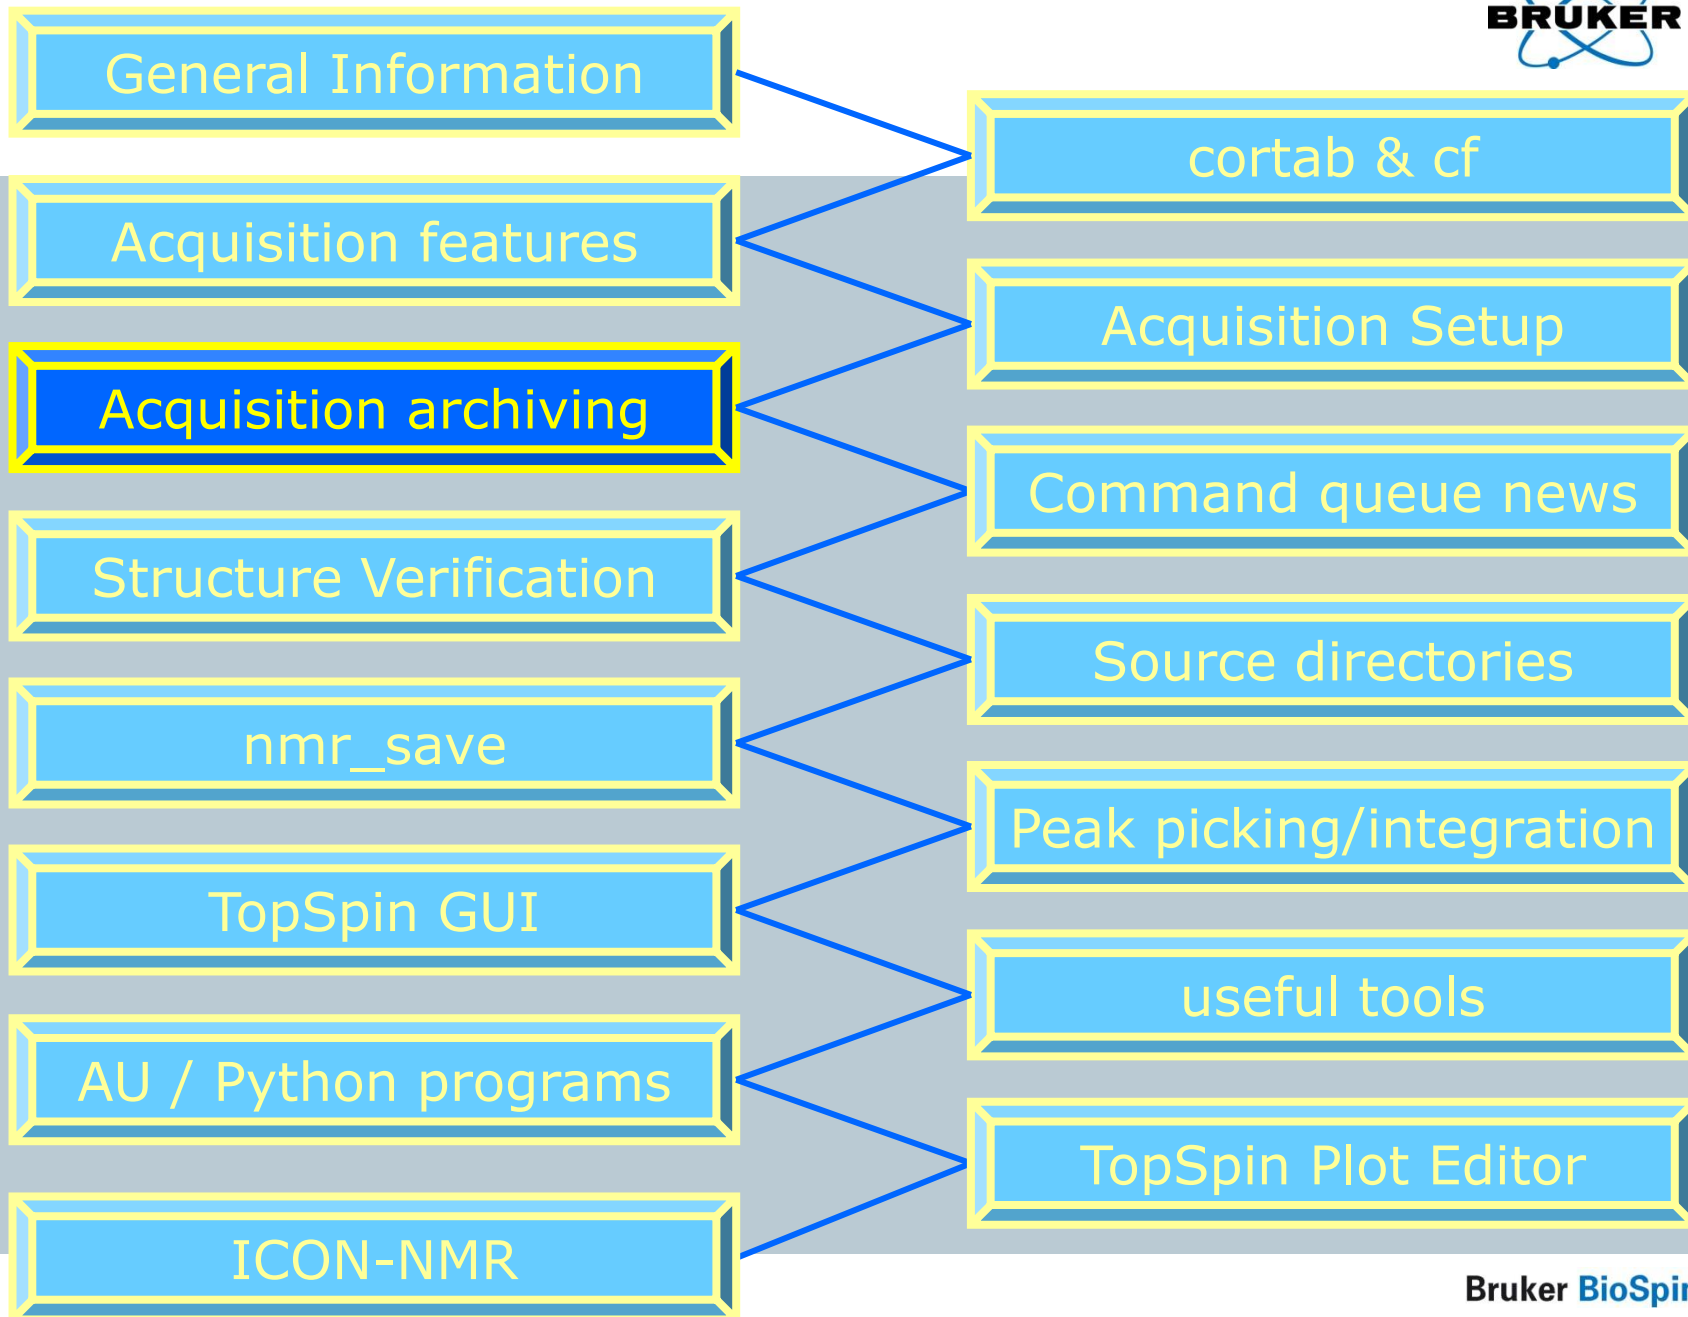 BRUKER
General Information
cortab & cf
Acquisition features
Acquisition Setup
Acquisition archiving
Command queue news
Structure Verification
Source directories
nmr_save
Peak picking/integration
TopSpin GUI
useful tools
AU / Python programs
TopSpin Plot Editor
ICON-NMR
Bruker BioSpin